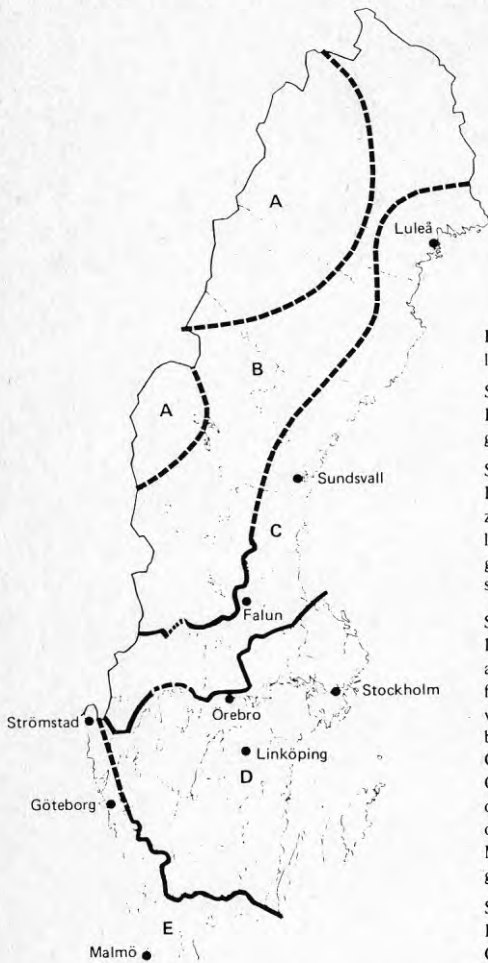 A
Luleå
B
A
Sundsvall
C
Falun
Stockholm
Örebro
Strömstad
Linköping
D
Göteborg
E
Malmö